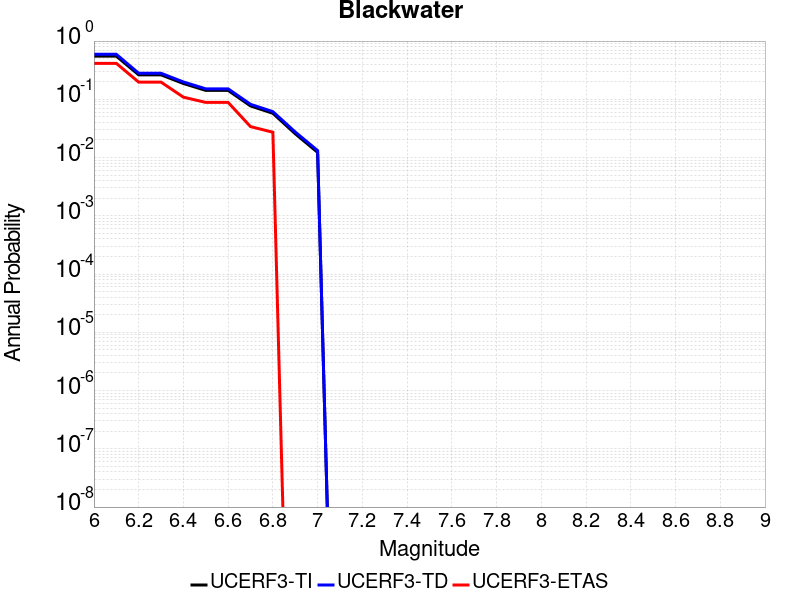 Blackwater
Annual Probability
10^0
10^-1
10^-2
10^-3
10^-4
10^-5
10^-6
10^-7
10^-8
6 6.2 6.4 6.6 6.8 7 7.2 7.4 7.6 7.8 8 8.2 8.4 8.6 8.8 9
Magnitude
UCERF3-TI UCERF3-TD UCERF3-ETAS